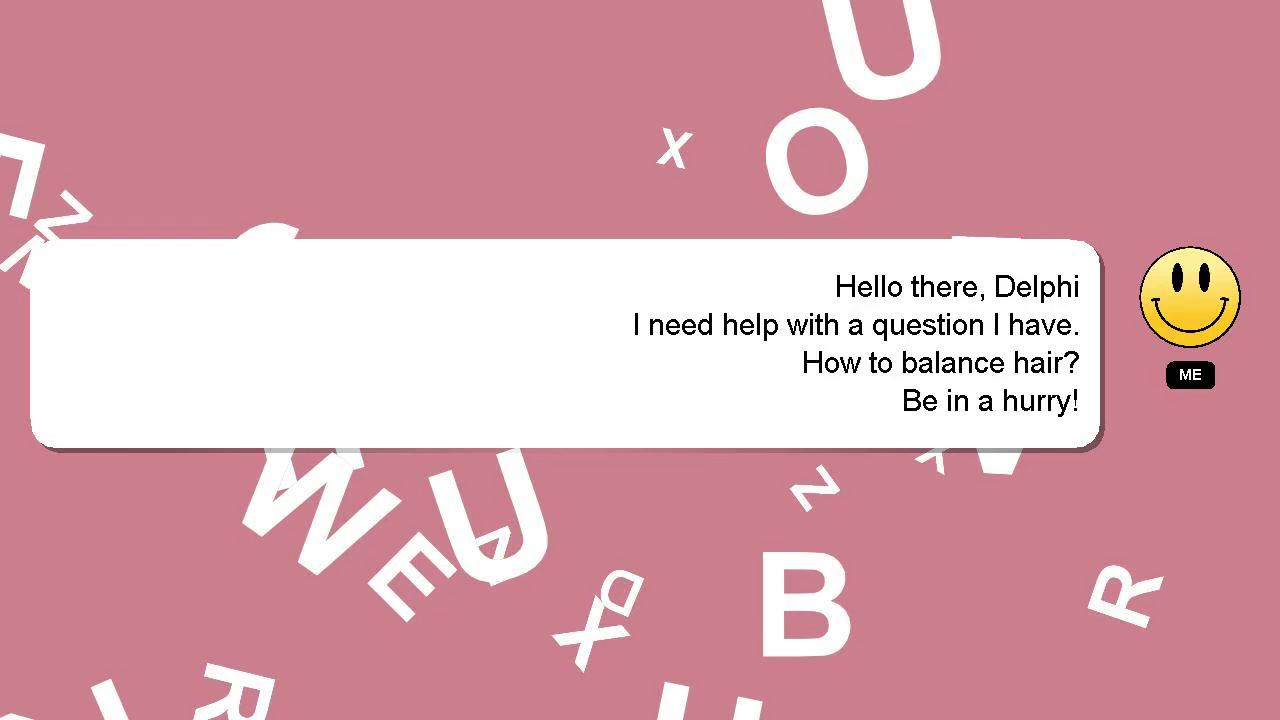 U
O
X
Z
N
Hello there, Delphi
I need help with a question I have.
How to balance hair?
Be in a hurry!
ME
W
U
E
Z
X
D
B
R
R